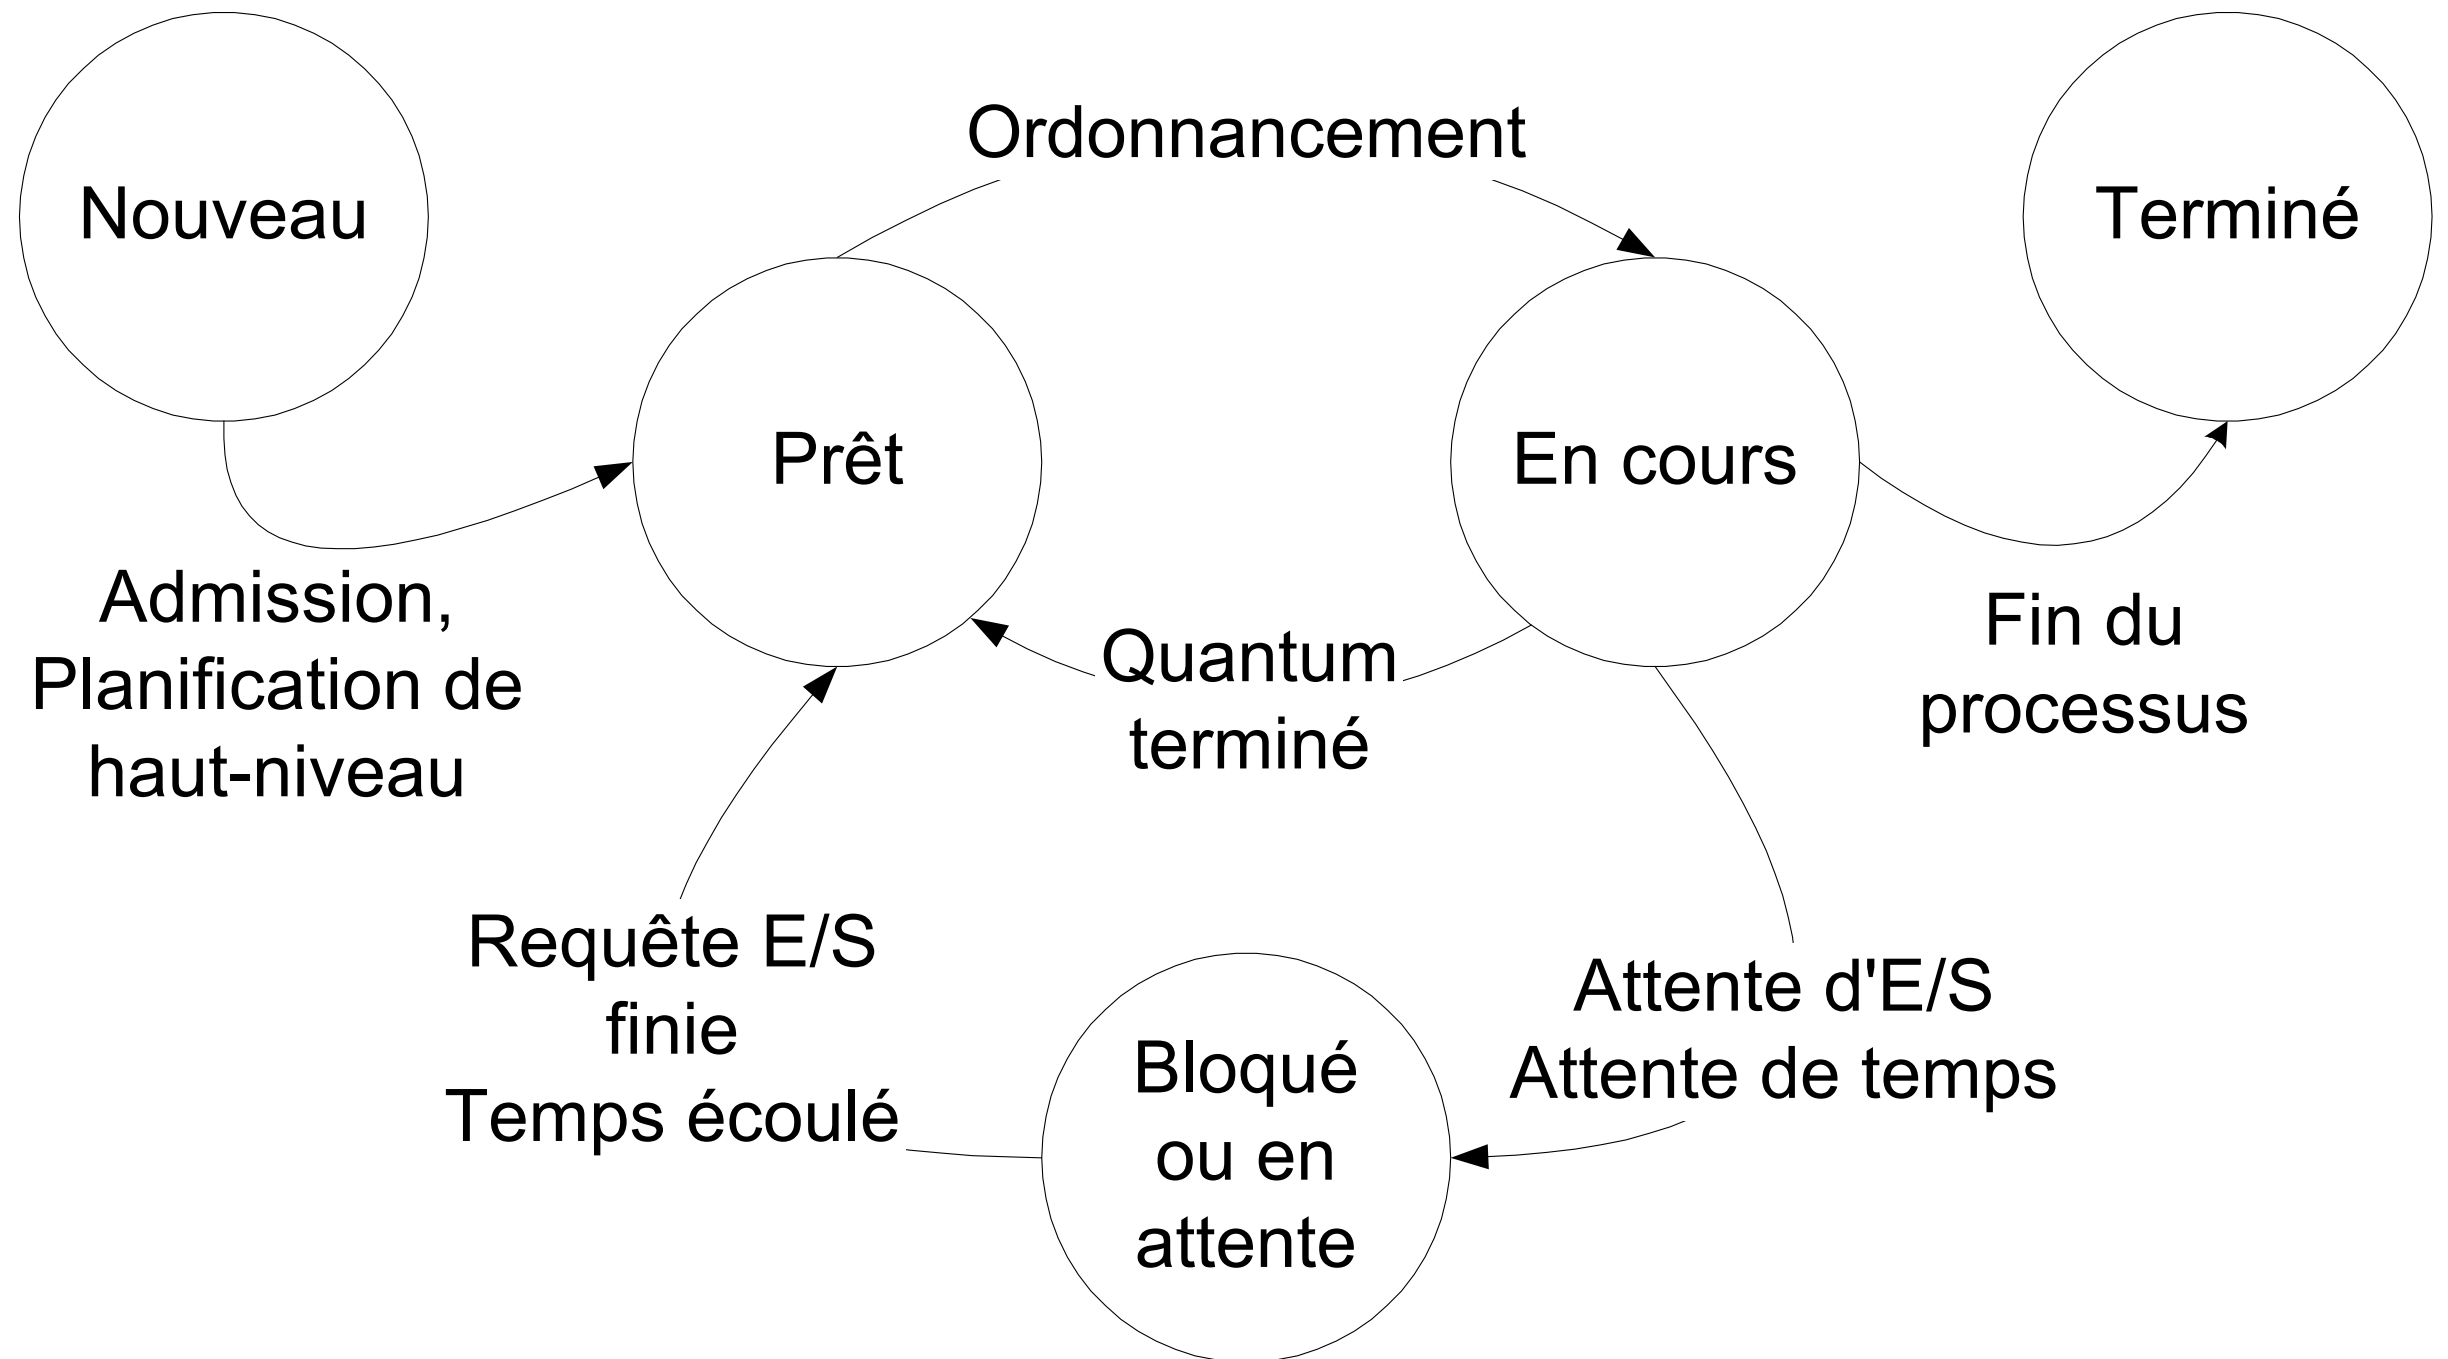 Nouveau
Ordonnancement
Terminé
Prêt
En cours
Admission,
Planification de
haut-niveau
Quantum
terminé
Fin du
processus
Requête E/S
finie
Temps écoulé
Bloqué
ou en
attente
Attente d'E/S
Attente de temps